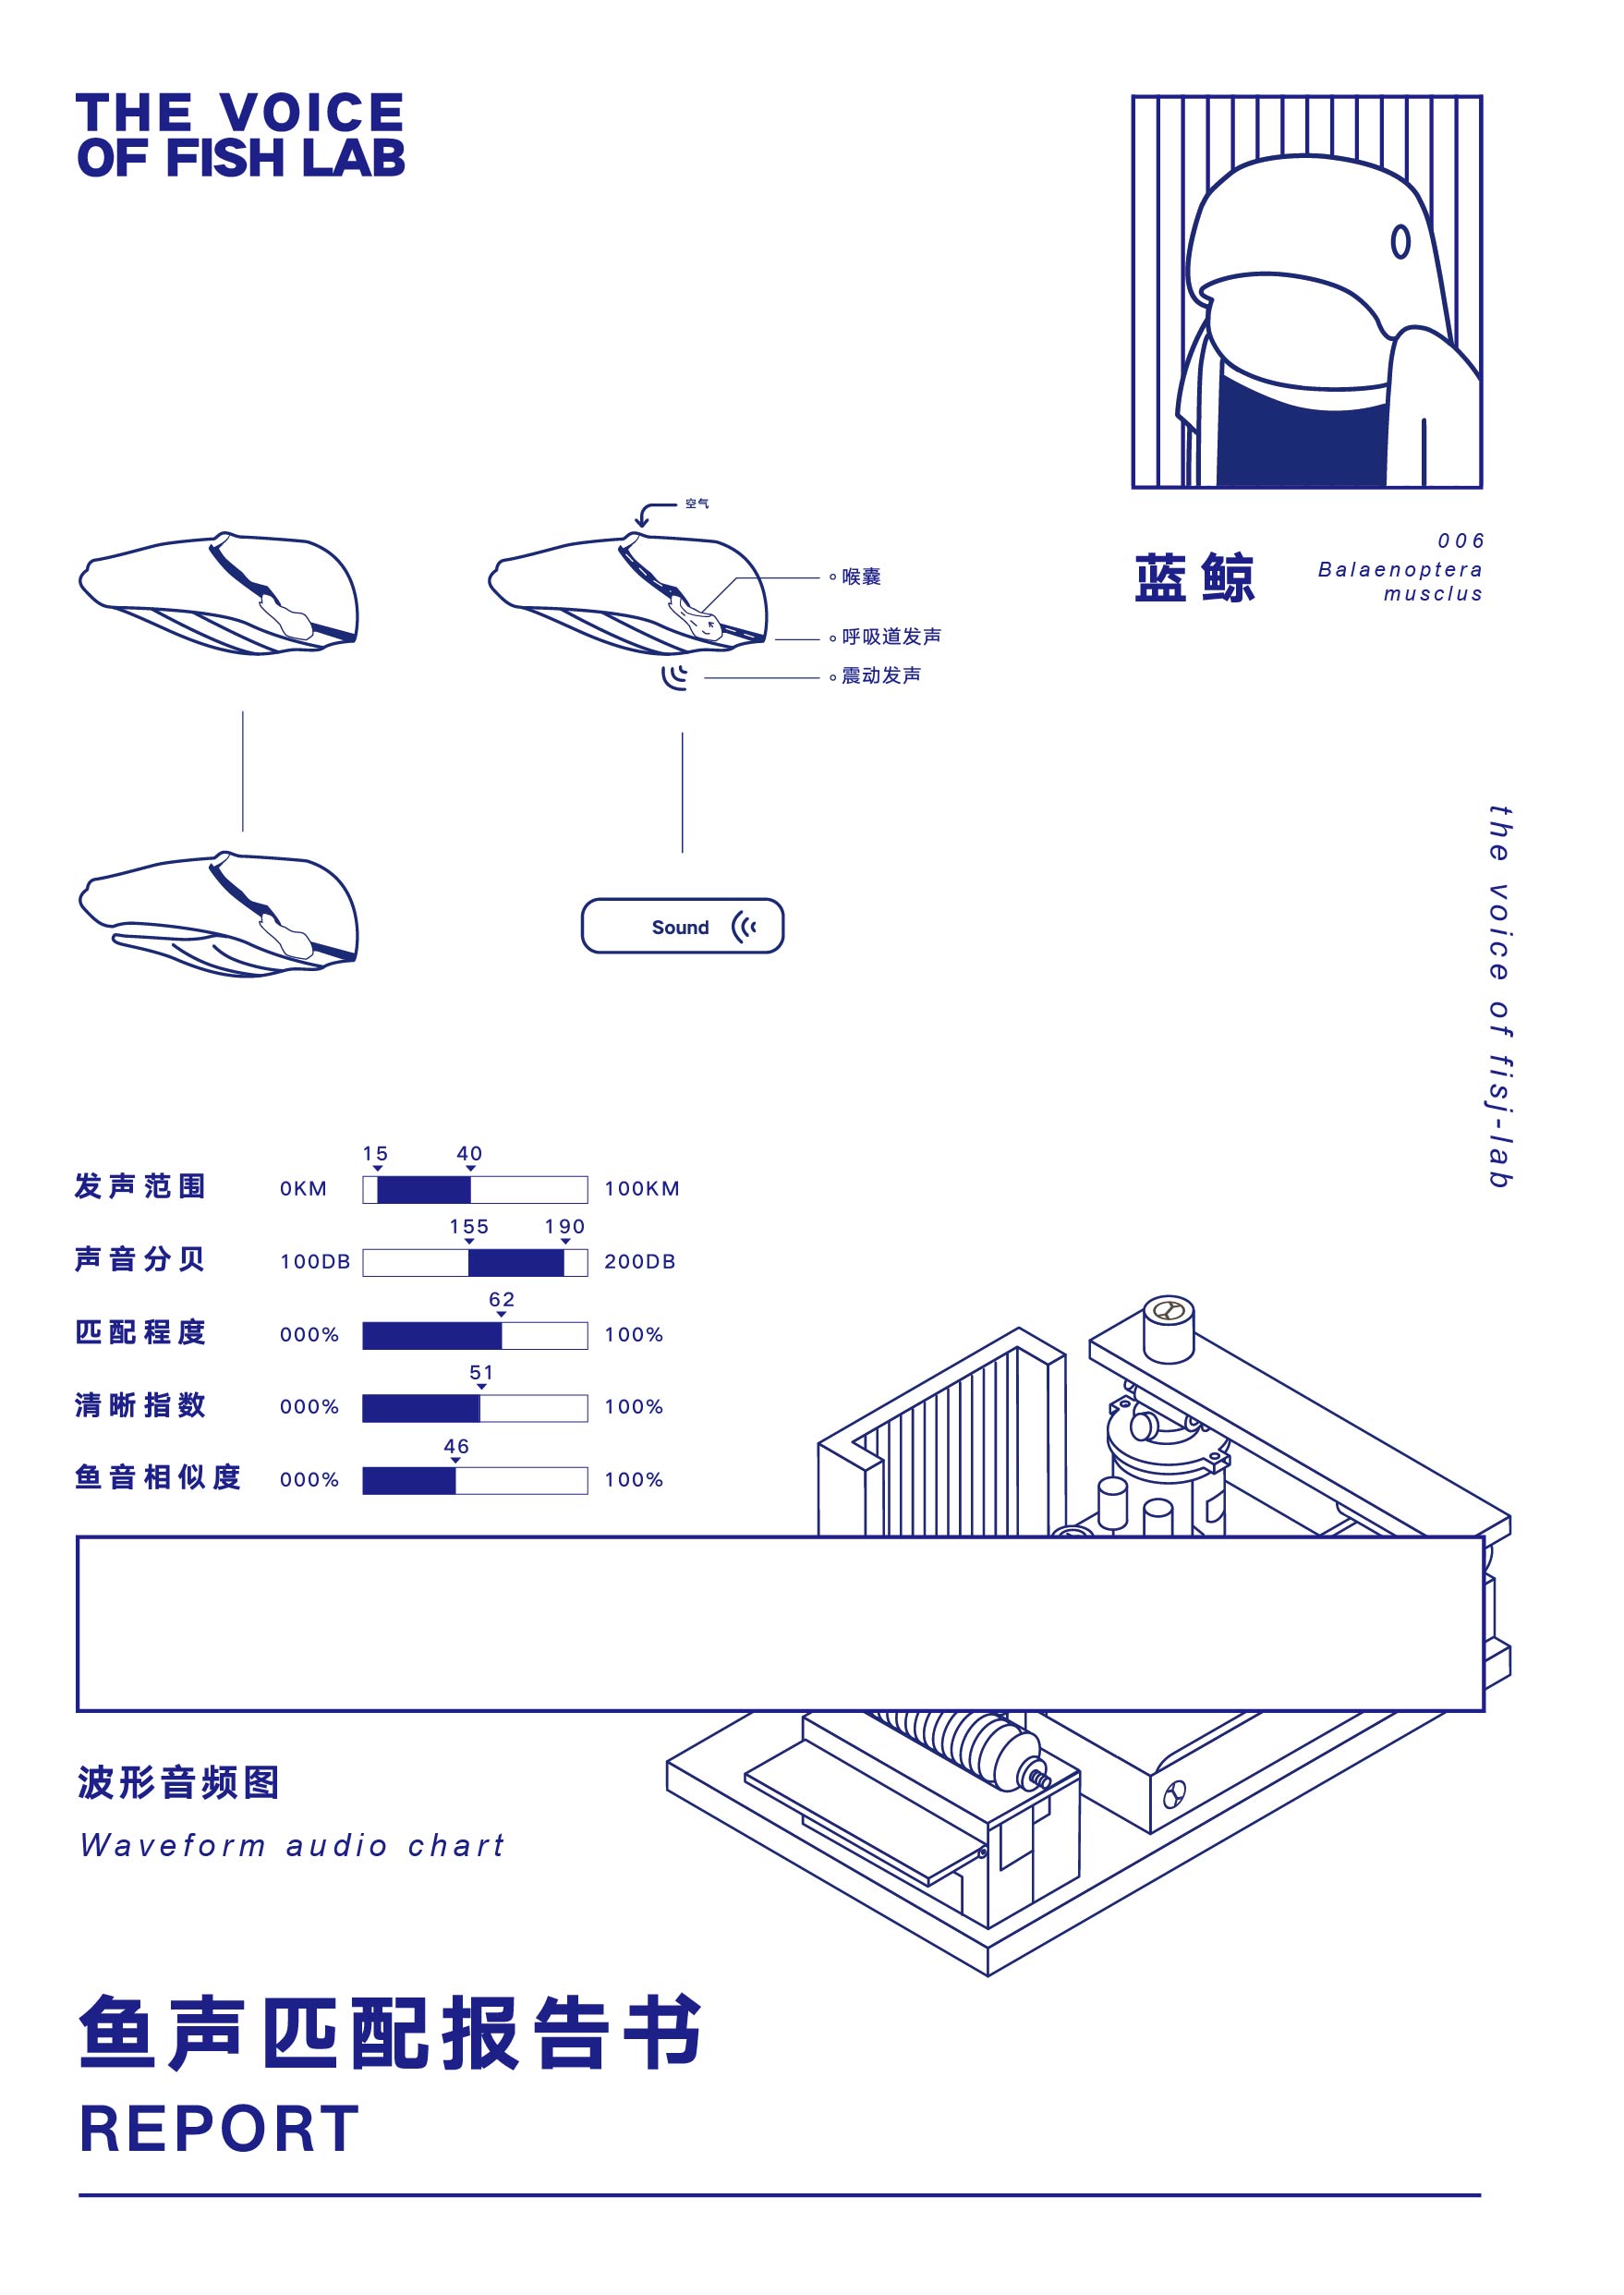 THE VOICE
OF FISH LAB
蓝鲸
006
Balaenoptera
musclus
空气
喉囊
呼吸道发声
震动发声
Sound
the voice of fisj-lab
15 40
发声范围 0KM 100KM
155 190
声音分贝 100DB 200DB
62
匹配程度 000% 100%
51
清晰指数 000% 100%
46
鱼音相似度 000% 100%
波形音频图
Waveform audio chart
鱼声匹配报告书
REPORT